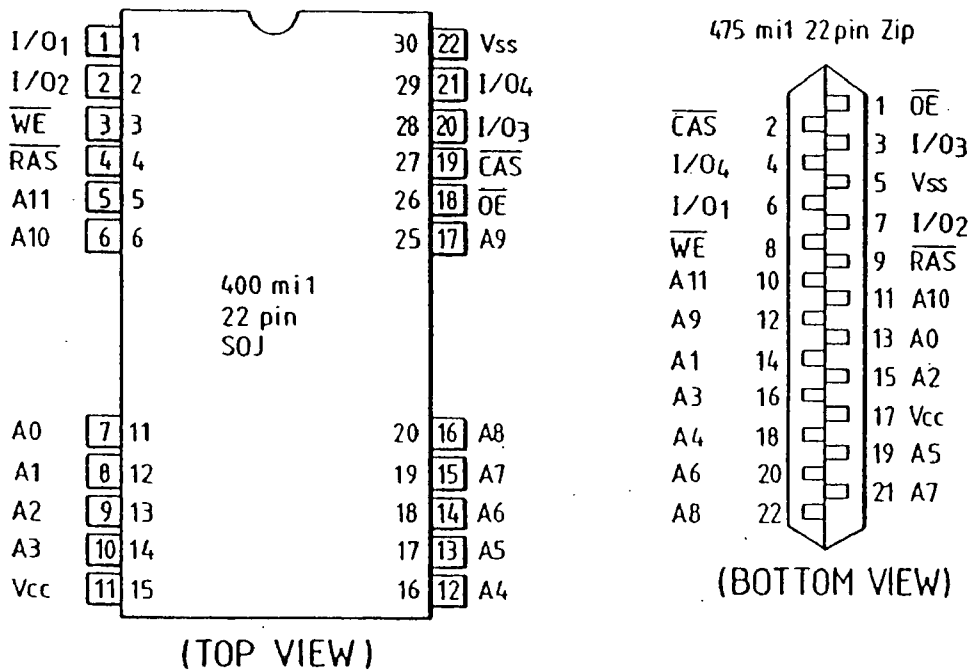 I/O1 1 1 30 22 Vss
I/O2 2 2 29 21 I/O4
WE 3 3 28 20 I/O3
RAS 4 4 27 19 CAS
A11 5 5 26 18 OE
A10 6 6 25 17 A9
400 mil
22 pin
SOJ
A0 7 11 20 16 A8
A1 8 12 19 15 A7
A2 9 13 18 14 A6
A3 10 14 17 13 A5
Vcc 11 15 16 12 A4
(TOP VIEW)
475 mil 22pin Zip
1 OE
CAS 2
3 I/O3
I/O4 4
5 Vss
I/O1 6
7 I/O2
WE 8
9 RAS
A11 10
11 A10
A9 12
13 A0
A1 14
15 A2
A3 16
17 Vcc
A4 18
19 A5
A6 20
21 A7
A8 22
(BOTTOM VIEW)